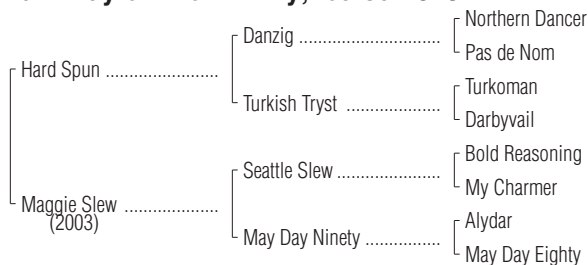 Northern Dancer
Danzig ..............................
Pas de Nom
Hard Spun ........................
Turkoman
Turkish Tryst ....................
Darbyvail
Bold Reasoning
Seattle Slew ......................
My Charmer
Maggie Slew ....................
(2003)
Alydar
May Day Ninety ................
May Day Eighty